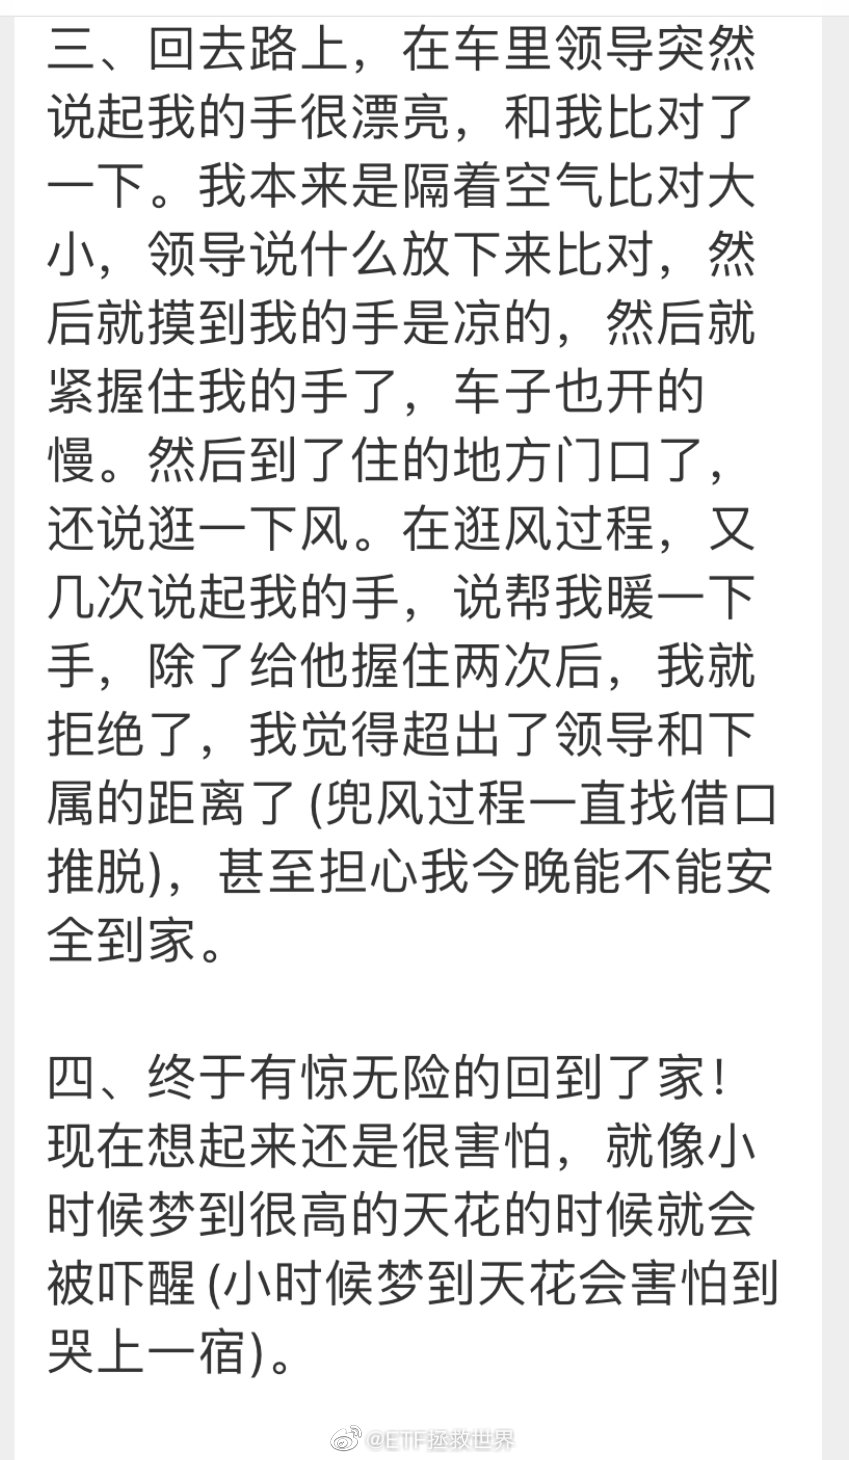 三、回去路上，在车里领导突然
说起我的手很漂亮，和我比对了
一下。我本来是隔着空气比对大
小，领导说什么放下来比对，然
后就摸到我的手是凉的，然后就
紧握住我的手了，车子也开的
慢。然后到了住的地方门口了，
还说逛一下风。在逛风过程，又
几次说起我的手，说帮我暖一下
手，除了给他握住两次后，我就
拒绝了，我觉得超出了领导和下
属的距离了(兜风过程一直找借口
推脱)，甚至担心我今晚能不能安
全到家。
四、终于有惊无险的回到了家！
现在想起来还是很害怕，就像小
时候梦到很高的天花的时候就会
被吓醒(小时候梦到天花会害怕到
哭上一宿)。
@ETF拯救世界